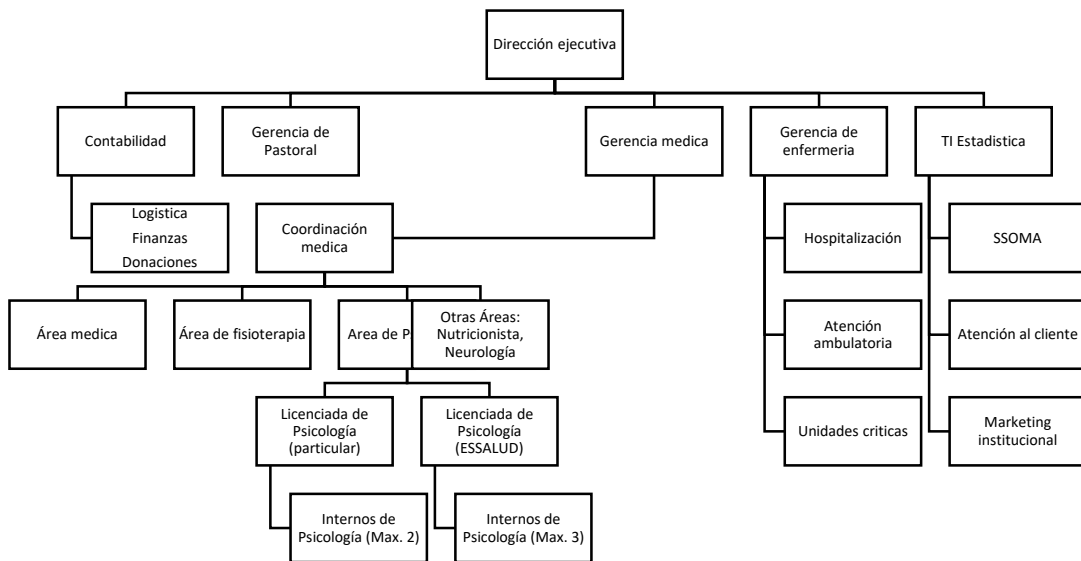 Dirección ejecutiva
Contabilidad
Gerencia de
Pastoral
Gerencia medica
Gerencia de
enfermeria
TI Estadistica
Logistica
Finanzas
Donaciones
Coordinación
medica
Hospitalización
SSOMA
Área medica
Área de fisioterapia
Area de
Otras Áreas:
Nutricionista,
Neurología
Atención
ambulatoria
Atención al cliente
Licenciada de
Psicología
(particular)
Licenciada de
Psicología
(ESSALUD)
Unidades criticas
Marketing
institucional
Internos de
Psicología (Max. 2)
Internos de
Psicología (Max. 3)